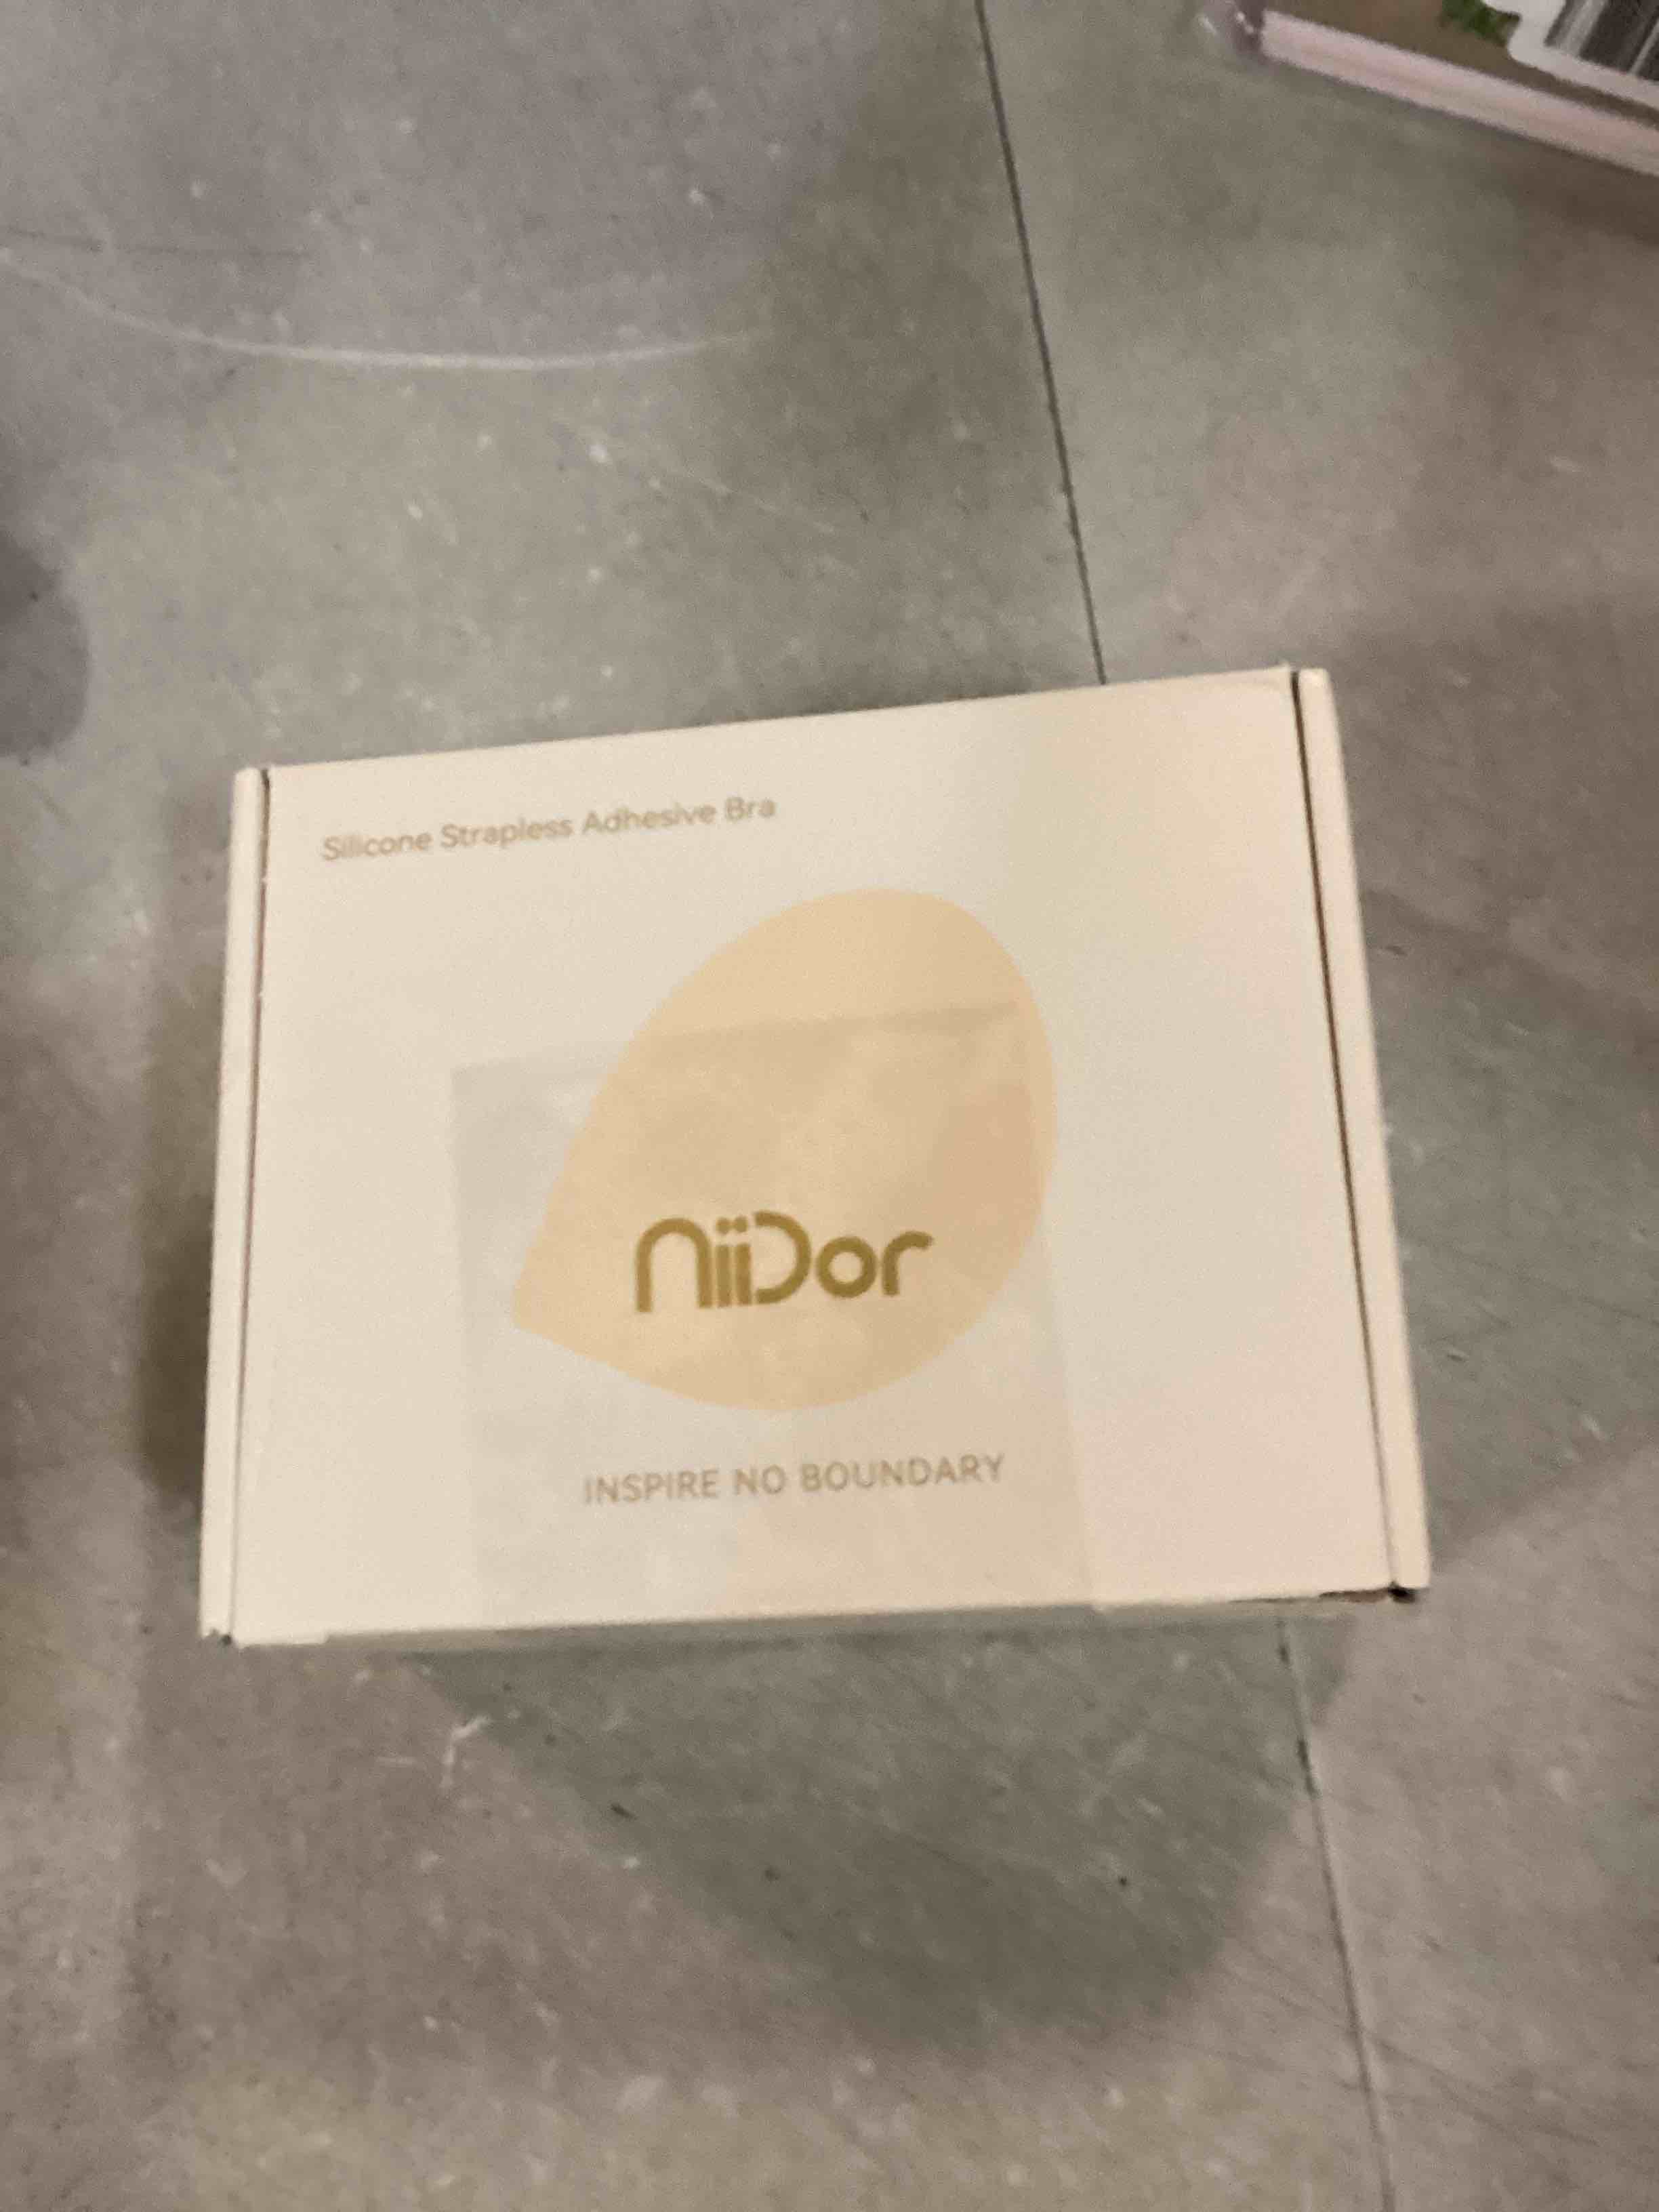 Silicone Strapless Adhesive Bra
NiiDor
INSPIRE NO BOUNDARY